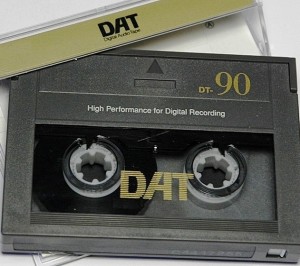 DAT
Digital Audio Tape
DT-90
High Performance for Digital Recording
DAT